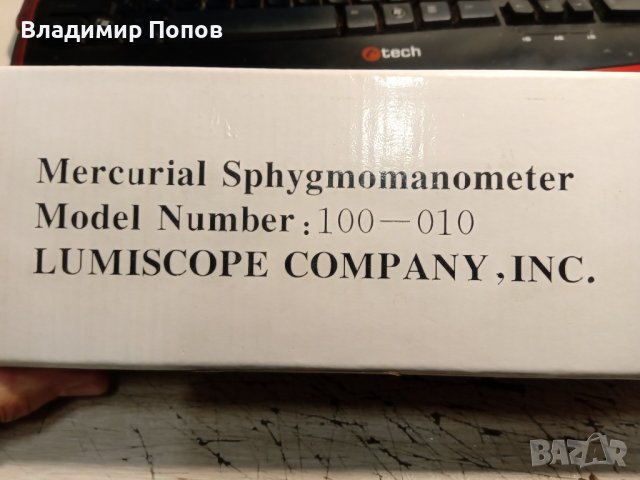 Владимир Попов
tech
Mercurial Sphygmomanometer
Model Number:100—010
LUMISCOPE COMPANY,INC.
BAZAR